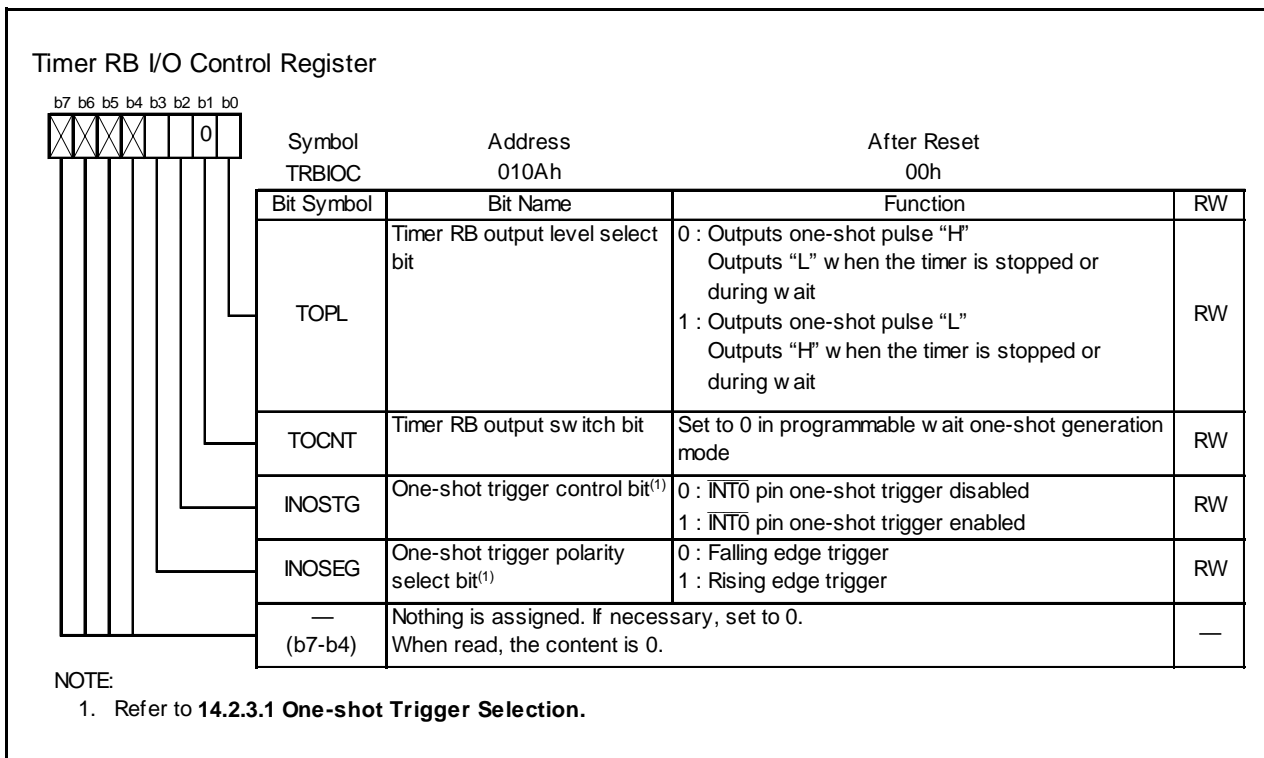 Timer RB I/O Control Register
b7 b6 b5 b4 b3 b2 b1 b0
0
Symbol Address After Reset
TRBIOC 010Ah 00h
Bit Symbol Bit Name Function RW
TOPL Timer RB output level select bit 0 : Outputs one-shot pulse “H”
Outputs “L” when the timer is stopped or
during wait
1 : Outputs one-shot pulse “L”
Outputs “H” when the timer is stopped or
during wait
RW
TOCNT Timer RB output switch bit Set to 0 in programmable wait one-shot generation
mode
RW
INOSTG One-shot trigger control bit(1) 0 : INT0 pin one-shot trigger disabled
1 : INT0 pin one-shot trigger enabled
RW
INOSEG One-shot trigger polarity
select bit(1)
0 : Falling edge trigger
1 : Rising edge trigger
RW
—
(b7-b4)
Nothing is assigned. If necessary, set to 0.
When read, the content is 0.
—
NOTE:
1. Refer to 14.2.3.1 One-shot Trigger Selection.